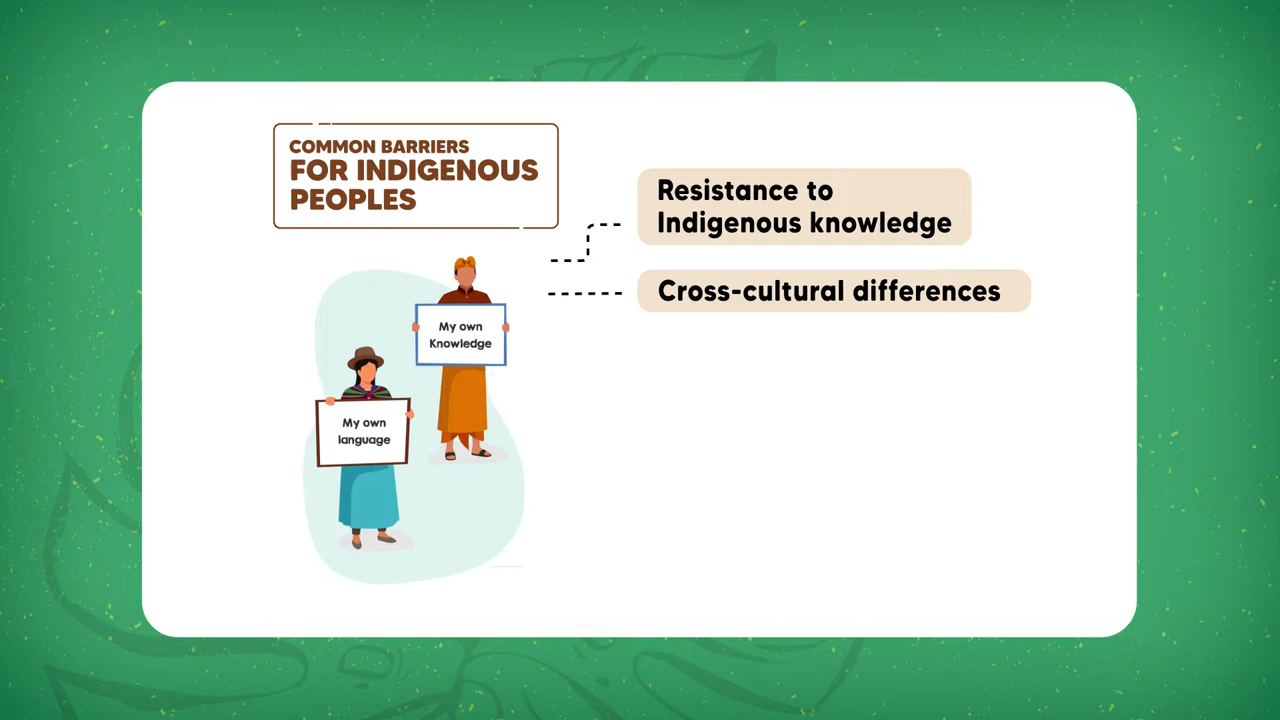 COMMON BARRIERS
FOR INDIGENOUS
PEOPLES
Resistance to
Indigenous knowledge
Cross-cultural differences
My own
Knowledge
My own
language